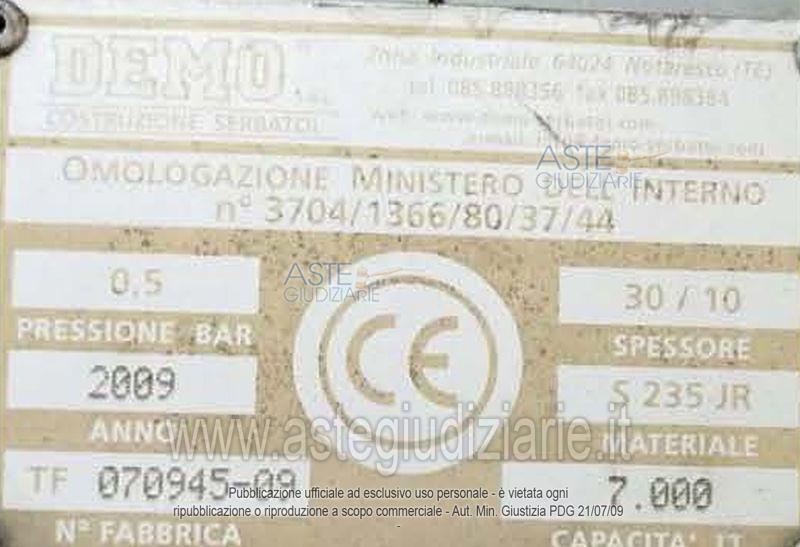 DEMO
COSTRUZIONE SERBATOI
Zona Industriale 64024 Notaresco (TE)
tel 085.898356 fax 085.898384
OMOLOGAZIONE MINISTERO DELL'INTERNO
n° 3704/1366/80/37/44
ASTE
GIUDIZIARIE
0.5
PRESSIONE BAR
2009
ANNO
TF 070945-09
N° FABBRICA
ASTE
GIUDIZIARIE
CE
30 / 10
SPESSORE
S 235 JR
MATERIALE
7.000
CAPACITA' LT
www.astegiudiziarie.it
Pubblicazione ufficiale ad esclusivo uso personale - è vietata ogni
ripubblicazione o riproduzione a scopo commerciale - Aut. Min. Giustizia PDG 21/07/09